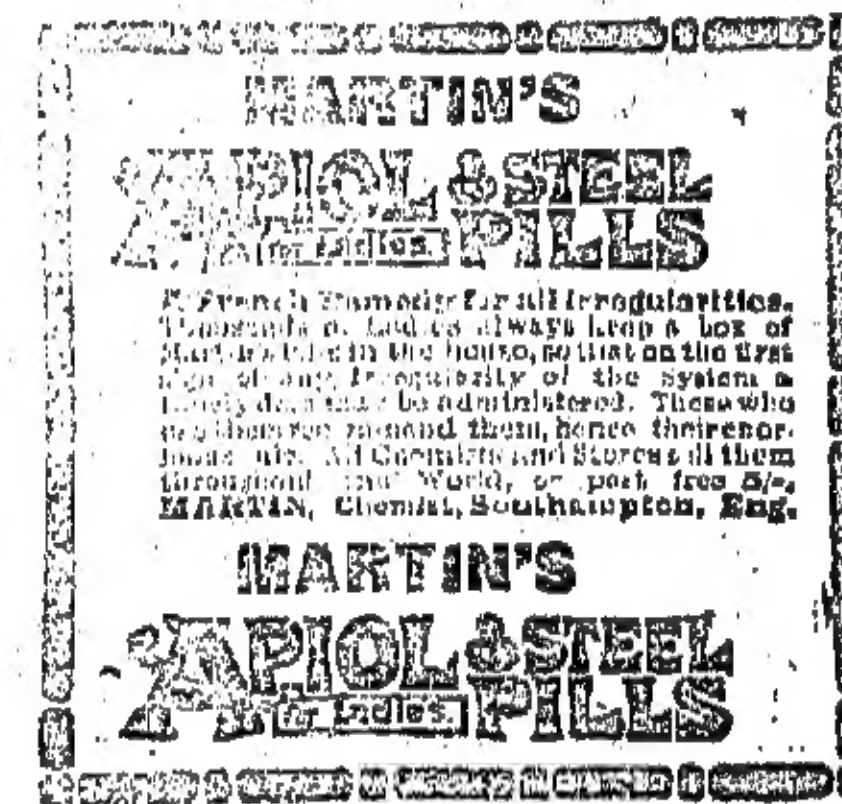 MARTIN'S
APIOL & STEEL
for Ladies. PILLS
A French Remedy for all Irregularities.
Thousands of Ladies always keep a box of
Martin's Pills in the house, so that on the first
sign of any Irregularity of the System a
timely dose may be administered. Those who
use them recommend them, hence their enor-
mous sale. All Chemists and Stores sell them
throughout the World, or post free 5/-,
MARTIN, Chemist, Southampton, Eng.
MARTIN'S
APIOL & STEEL
for Ladies. PILLS